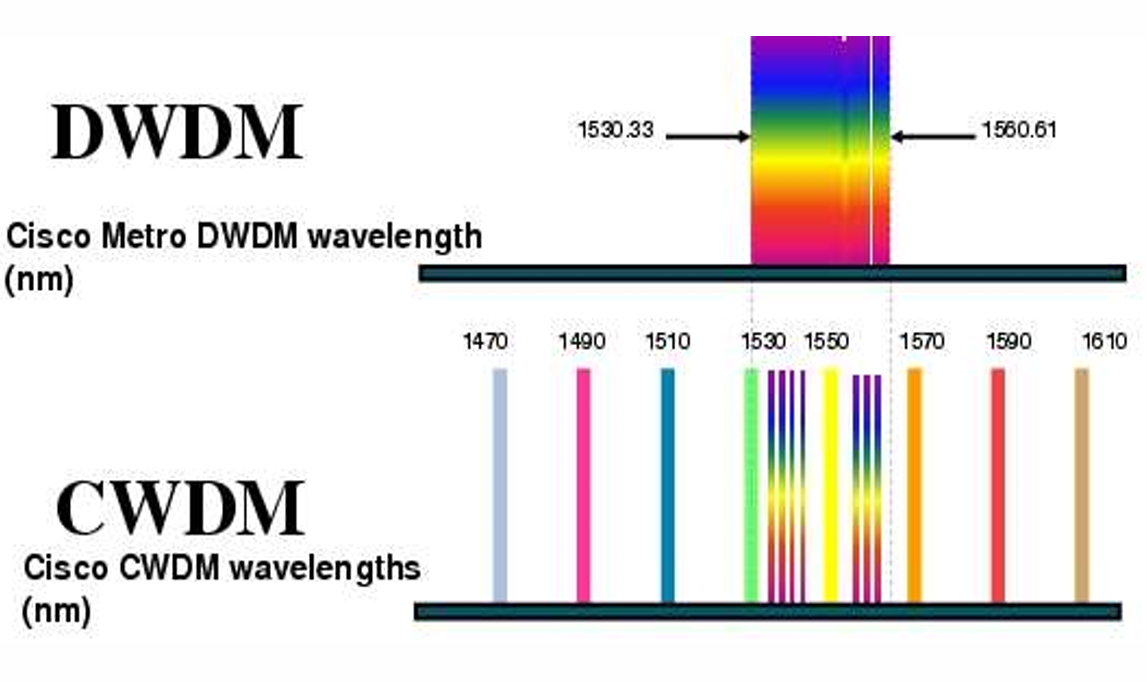 DWDM
1530.33
1560.61
Cisco Metro DWDM wavelength
(nm)
1470 1490 1510 1530 1550 1570 1590 1610
CWDM
Cisco CWDM wavelengths
(nm)